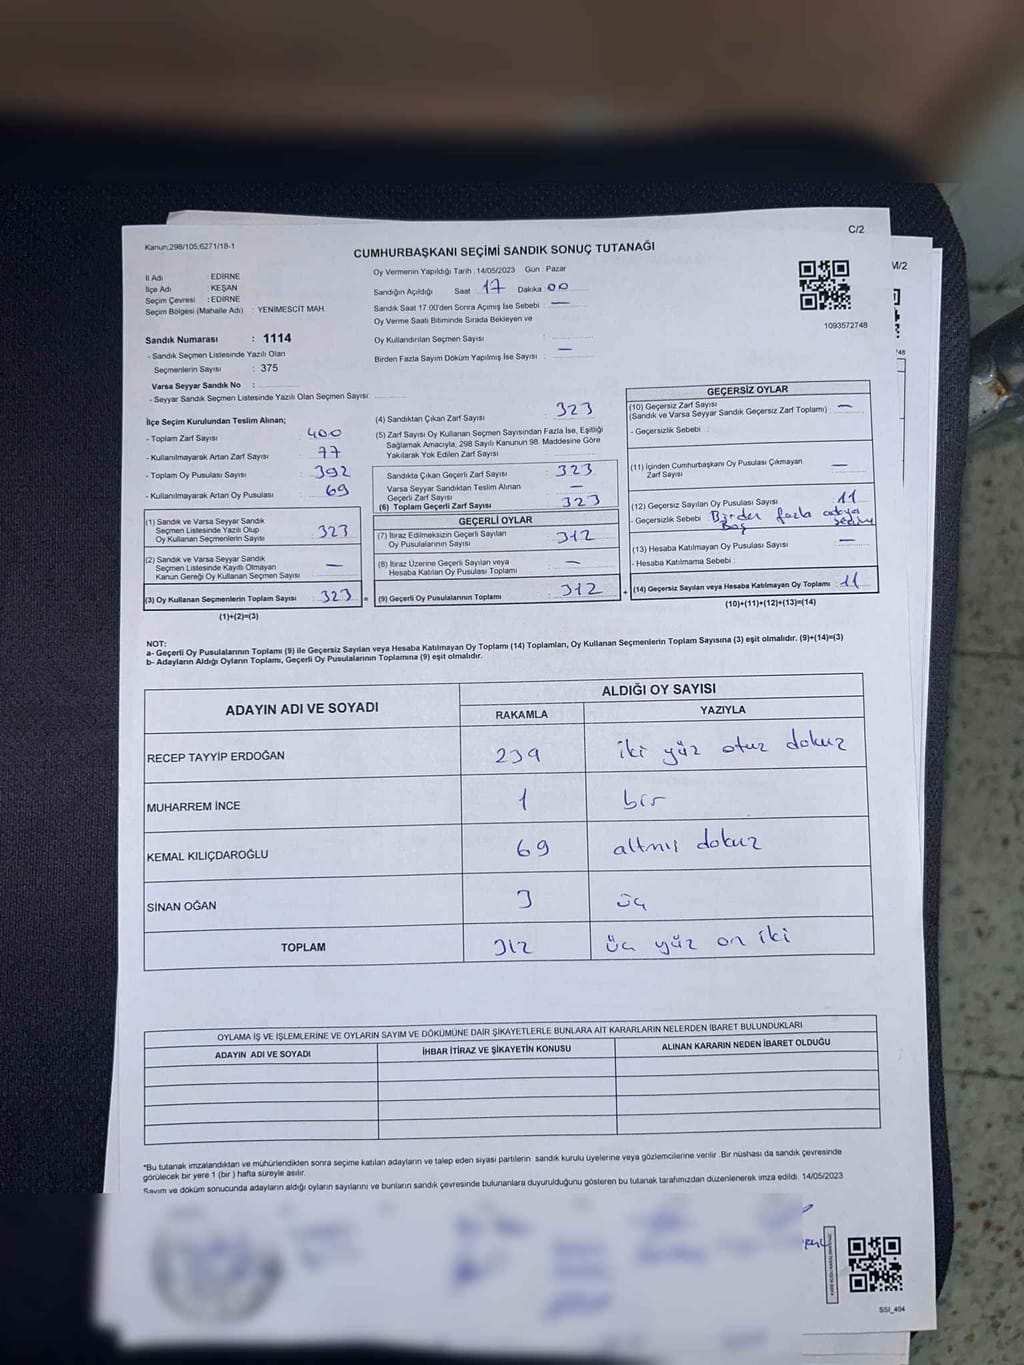 C/2
Kanun;298/105,6271/18-1
CUMHURBAŞKANI SEÇİMİ SANDIK SONUÇ TUTANAĞI
M/2
İl Adı : EDİRNE
İlçe Adı : KEŞAN
Seçim Çevresi : EDİRNE
Seçim Bölgesi (Mahalle Adı) : YENİMESCİT MAH.
Oy Vermenin Yapıldığı Tarih :14/05/2023 Gün : Pazar
Sandığın Açıldığı Saat 17 Dakika 00
Sandık Saat 17.00'den Sonra Açımış İse Sebebi : —
Oy Verme Saati Bitiminde Sırada Bekleyen ve
Oy Kullandırılan Seçmen Sayısı :
Birden Fazla Sayım Döküm Yapılmış İse Sayısı : —
1093572748
Sandık Numarası : 1114
- Sandık Seçmen Listesinde Yazılı Olan
Seçmenlerin Sayısı : 375
Varsa Seyyar Sandık No :
- Seyyar Sandık Seçmen Listesinde Yazılı Olan Seçmen Sayısı:
İlçe Seçim Kurulundan Teslim Alınan;
- Toplam Zarf Sayısı : 400
- Kullanılmayarak Artan Zarf Sayısı : 77
- Toplam Oy Pusulası Sayısı : 392
- Kullanılmayarak Artan Oy Pusulası : 69
(1) Sandık ve Varsa Seyyar Sandık
Seçmen Listesinde Yazılı Olup
Oy Kullanan Seçmenlerin Sayısı : 323
(2) Sandık ve Varsa Seyyar Sandık
Seçmen Listesinde Kayıtlı Olmayan
Kanun Gereği Oy Kullanan Seçmen Sayısı : —
(3) Oy Kullanan Seçmenlerin Toplam Sayısı : 323 =
(1)+(2)=(3)
(4) Sandıktan Çıkan Zarf Sayısı : 323
(5) Zarf Sayısı Oy Kullanan Seçmen Sayısından Fazla İse, Eşitliği
Sağlamak Amacıyla, 298 Sayılı Kanunun 98. Maddesine Göre
Yakılarak Yok Edilen Zarf Sayısı :
Sandıkta Çıkan Geçerli Zarf Sayısı : 323
Varsa Seyyar Sandıktan Teslim Alınan
Geçerli Zarf Sayısı : —
(6) Toplam Geçerli Zarf Sayısı : 323
GEÇERLİ OYLAR
(7) İtiraz Edilmeksizin Geçerli Sayılan
Oy Pusulalarının Sayısı : 312
(8) İtiraz Üzerine Geçerli Sayılan veya
Hesaba Katılan Oy Pusulası Toplamı : —
(9) Geçerli Oy Pusulalarının Toplamı : 312 +
GEÇERSİZ OYLAR
(10) Geçersiz Zarf Sayısı : —
(Sandık ve Varsa Seyyar Sandık Geçersiz Zarf Toplamı)
- Geçersizlik Sebebi :
(11) İçinden Cumhurbaşkanı Oy Pusulası Çıkmayan
Zarf Sayısı : —
(12) Geçersiz Sayılan Oy Pusulası Sayısı : 11
- Geçersizlik Sebebi : Birden fazla adaya
(13) Hesaba Katılmayan Oy Pusulası Sayısı : —
- Hesaba Katılmama Sebebi :
(14) Geçersiz Sayılan veya Hesaba Katılmayan Oy Toplamı : 11
(10)+(11)+(12)+(13)=(14)
NOT:
a- Geçerli Oy Pusulalarının Toplamı (9) ile Geçersiz Sayılan veya Hesaba Katılmayan Oy Toplamı (14) Toplamları, Oy Kullanan Seçmenlerin Toplam Sayısına (3) eşit olmalıdır. (9)+(14)=(3)
b- Adayların Aldığı Oyların Toplamı, Geçerli Oy Pusulalarının Toplamına (9) eşit olmalıdır.
ADAYIN ADI VE SOYADI ALDIĞI OY SAYISI
RAKAMLA YAZIYLA
RECEP TAYYİP ERDOĞAN 239 iki yüz otuz dokuz
MUHARREM İNCE 1 bir
KEMAL KILIÇDAROĞLU 69 altmış dokuz
SİNAN OĞAN 3 üç
TOPLAM 312 üç yüz on iki
OYLAMA İŞ VE İŞLEMLERİNE VE OYLARIN SAYIM VE DÖKÜMÜNE DAİR ŞİKAYETLERLE BUNLARA AİT KARARLARIN NELERDEN İBARET BULUNDUKLARI
ADAYIN ADI VE SOYADI İHBAR İTİRAZ VE ŞİKAYETİN KONUSU ALINAN KARARIN NEDEN İBARET OLDUĞU
*Bu tutanak imzalandıktan ve mühürlendikten sonra seçime katılan adayların ve talep eden siyasi partilerin sandık kurulu üyelerine veya gözlemcilerine verilir .Bir nüshası da sandık çevresinde
görülecek bir yere 1 (bir ) hafta süreyle asılır.
Sayım ve döküm sonucunda adayların aldığı oyların sayılarını ve bunların sandık çevresinde bulunanlara duyurulduğunu gösteren bu tutanak tarafımızdan düzenlenerek imza edildi. 14/05/2023
SSİ_404